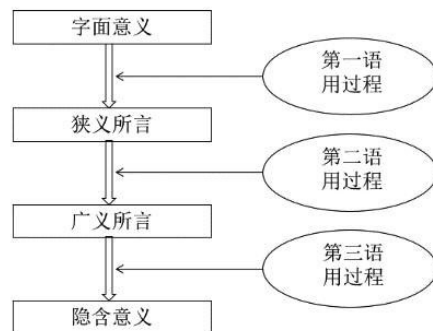 字面意义
第一语
用过程
狭义所言
第二语
用过程
广义所言
第三语
用过程
隐含意义